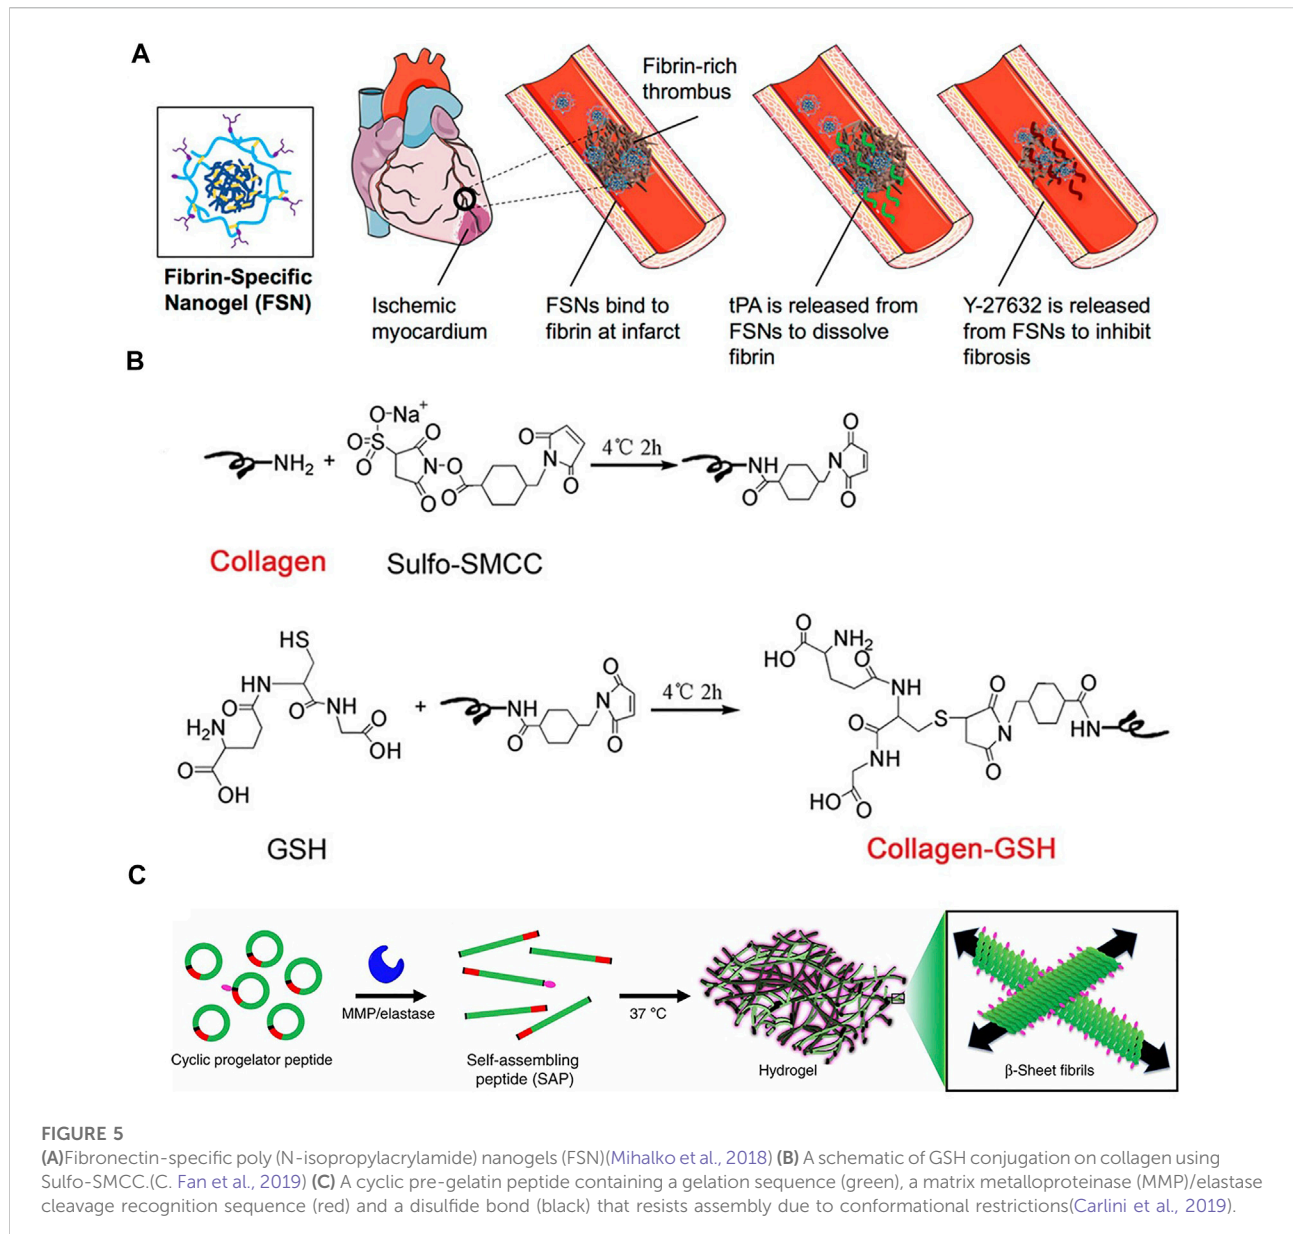 A
Fibrin-Specific
Nanogel (FSN)
Fibrin-rich
thrombus
Ischemic
myocardium
FSNs bind to
fibrin at infarct
tPA is released from
FSNs to dissolve
fibrin
Y-27632 is released
from FSNs to inhibit
fibrosis
B
NH₂
+
O-Na⁺
O=S
O
O
O
N-O
O
O
N
O
O
4℃ 2h
NH
O
N
O
O
Collagen
Sulfo-SMCC
HS
HN
O
O
NH
H₂N
O
OH
O
OH
+
NH
O
N
O
O
4℃ 2h
O
NH₂
HO
O
NH
O
S
NH
HO
O
O
N
O
O
HN
GSH
Collagen-GSH
C
Cyclic progelator peptide
MMP/elastase
Self-assembling
peptide (SAP)
37 °C
Hydrogel
β-Sheet fibrils
FIGURE 5
(A)Fibronectin-specific poly (N-isopropylacrylamide) nanogels (FSN)(Mihalko et al., 2018) (B) A schematic of GSH conjugation on collagen using
Sulfo-SMCC.(C. Fan et al., 2019) (C) A cyclic pre-gelatin peptide containing a gelation sequence (green), a matrix metalloproteinase (MMP)/elastase
cleavage recognition sequence (red) and a disulfide bond (black) that resists assembly due to conformational restrictions(Carlini et al., 2019).